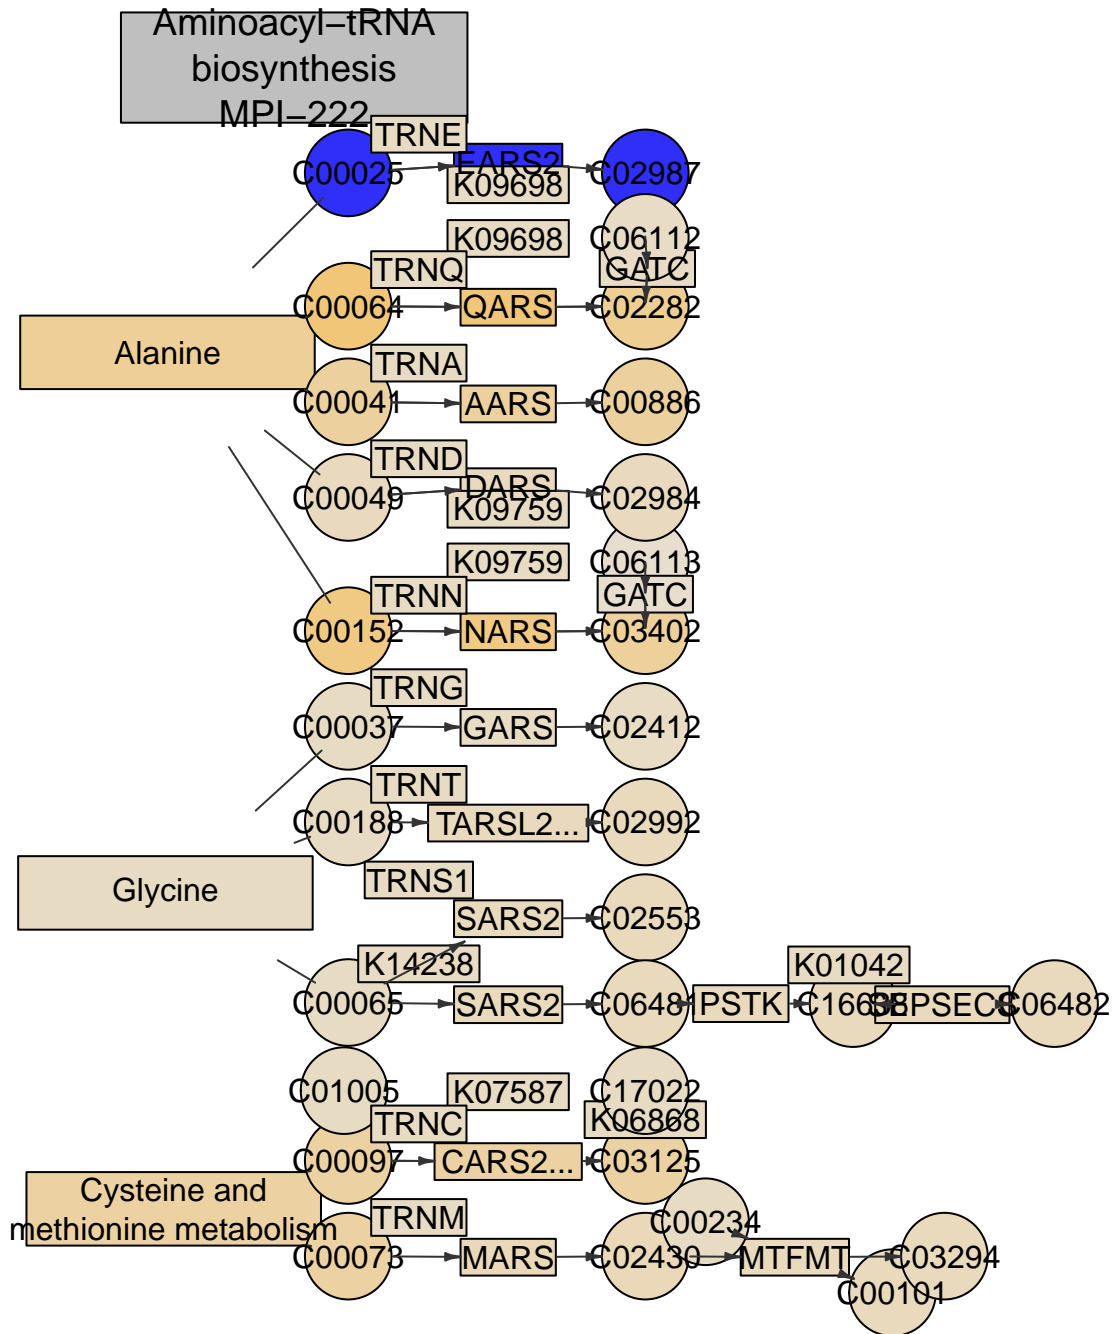 Aminoacyl−tRNA
biosynthesis
MPI−222
TRNE
C00025
EARS2
C02987
K09698
K09698
C06112
TRNQ
GATC
C00064
QARS
C02282
Alanine
TRNA
C00041
AARS
C00886
TRND
C00049
DARS
C02984
K09759
K09759
C06113
TRNN
GATC
C00152
NARS
C03402
TRNG
C00037
GARS
C02412
TRNT
C00188
TARSL2...
C02992
Glycine
TRNS1
SARS2
C02553
K14238
K01042
C00065
SARS2
C06481
PSTK
C16638
SEPSECS
C06482
C01005
K07587
C17022
TRNC
K06868
C00097
CARS2...
C03125
Cysteine and
methionine metabolism
TRNM
C00234
C00073
MARS
C02430
MTFMT
C03294
C00101